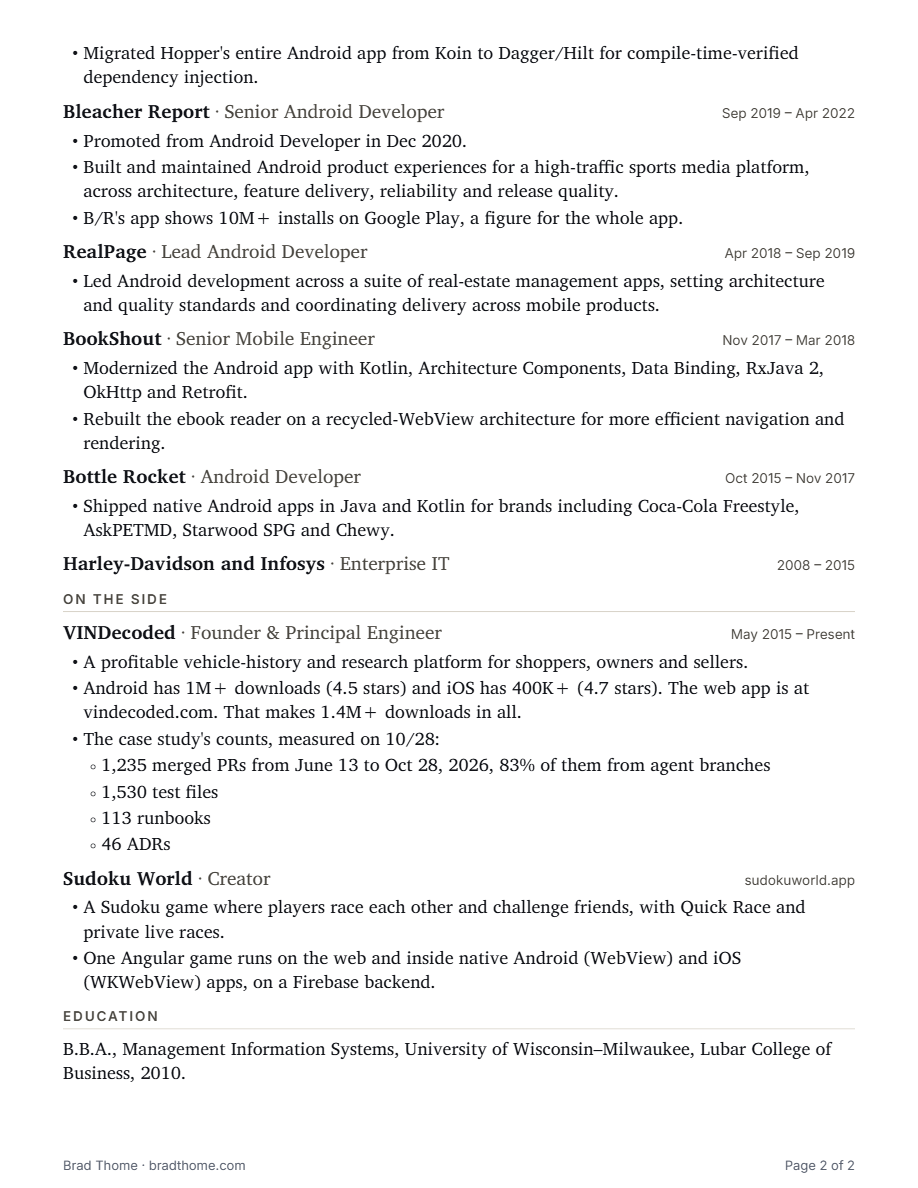 • Migrated Hopper's entire Android app from Koin to Dagger/Hilt for compile-time-verified
dependency injection.
Bleacher Report · Senior Android Developer Sep 2019 – Apr 2022
• Promoted from Android Developer in Dec 2020.
• Built and maintained Android product experiences for a high-traffic sports media platform,
across architecture, feature delivery, reliability and release quality.
• B/R's app shows 10M+ installs on Google Play, a figure for the whole app.
RealPage · Lead Android Developer Apr 2018 – Sep 2019
• Led Android development across a suite of real-estate management apps, setting architecture
and quality standards and coordinating delivery across mobile products.
BookShout · Senior Mobile Engineer Nov 2017 – Mar 2018
• Modernized the Android app with Kotlin, Architecture Components, Data Binding, RxJava 2,
OkHttp and Retrofit.
• Rebuilt the ebook reader on a recycled-WebView architecture for more efficient navigation and
rendering.
Bottle Rocket · Android Developer Oct 2015 – Nov 2017
• Shipped native Android apps in Java and Kotlin for brands including Coca-Cola Freestyle,
AskPETMD, Starwood SPG and Chewy.
Harley-Davidson and Infosys · Enterprise IT 2008 – 2015
ON THE SIDE
VINDecoded · Founder & Principal Engineer May 2015 – Present
• A profitable vehicle-history and research platform for shoppers, owners and sellers.
• Android has 1M+ downloads (4.5 stars) and iOS has 400K+ (4.7 stars). The web app is at
vindecoded.com. That makes 1.4M+ downloads in all.
• The case study's counts, measured on 10/28:
◦ 1,235 merged PRs from June 13 to Oct 28, 2026, 83% of them from agent branches
◦ 1,530 test files
◦ 113 runbooks
◦ 46 ADRs
Sudoku World · Creator sudokuworld.app
• A Sudoku game where players race each other and challenge friends, with Quick Race and
private live races.
• One Angular game runs on the web and inside native Android (WebView) and iOS
(WKWebView) apps, on a Firebase backend.
EDUCATION
B.B.A., Management Information Systems, University of Wisconsin–Milwaukee, Lubar College of
Business, 2010.
Brad Thome · bradthome.com Page 2 of 2